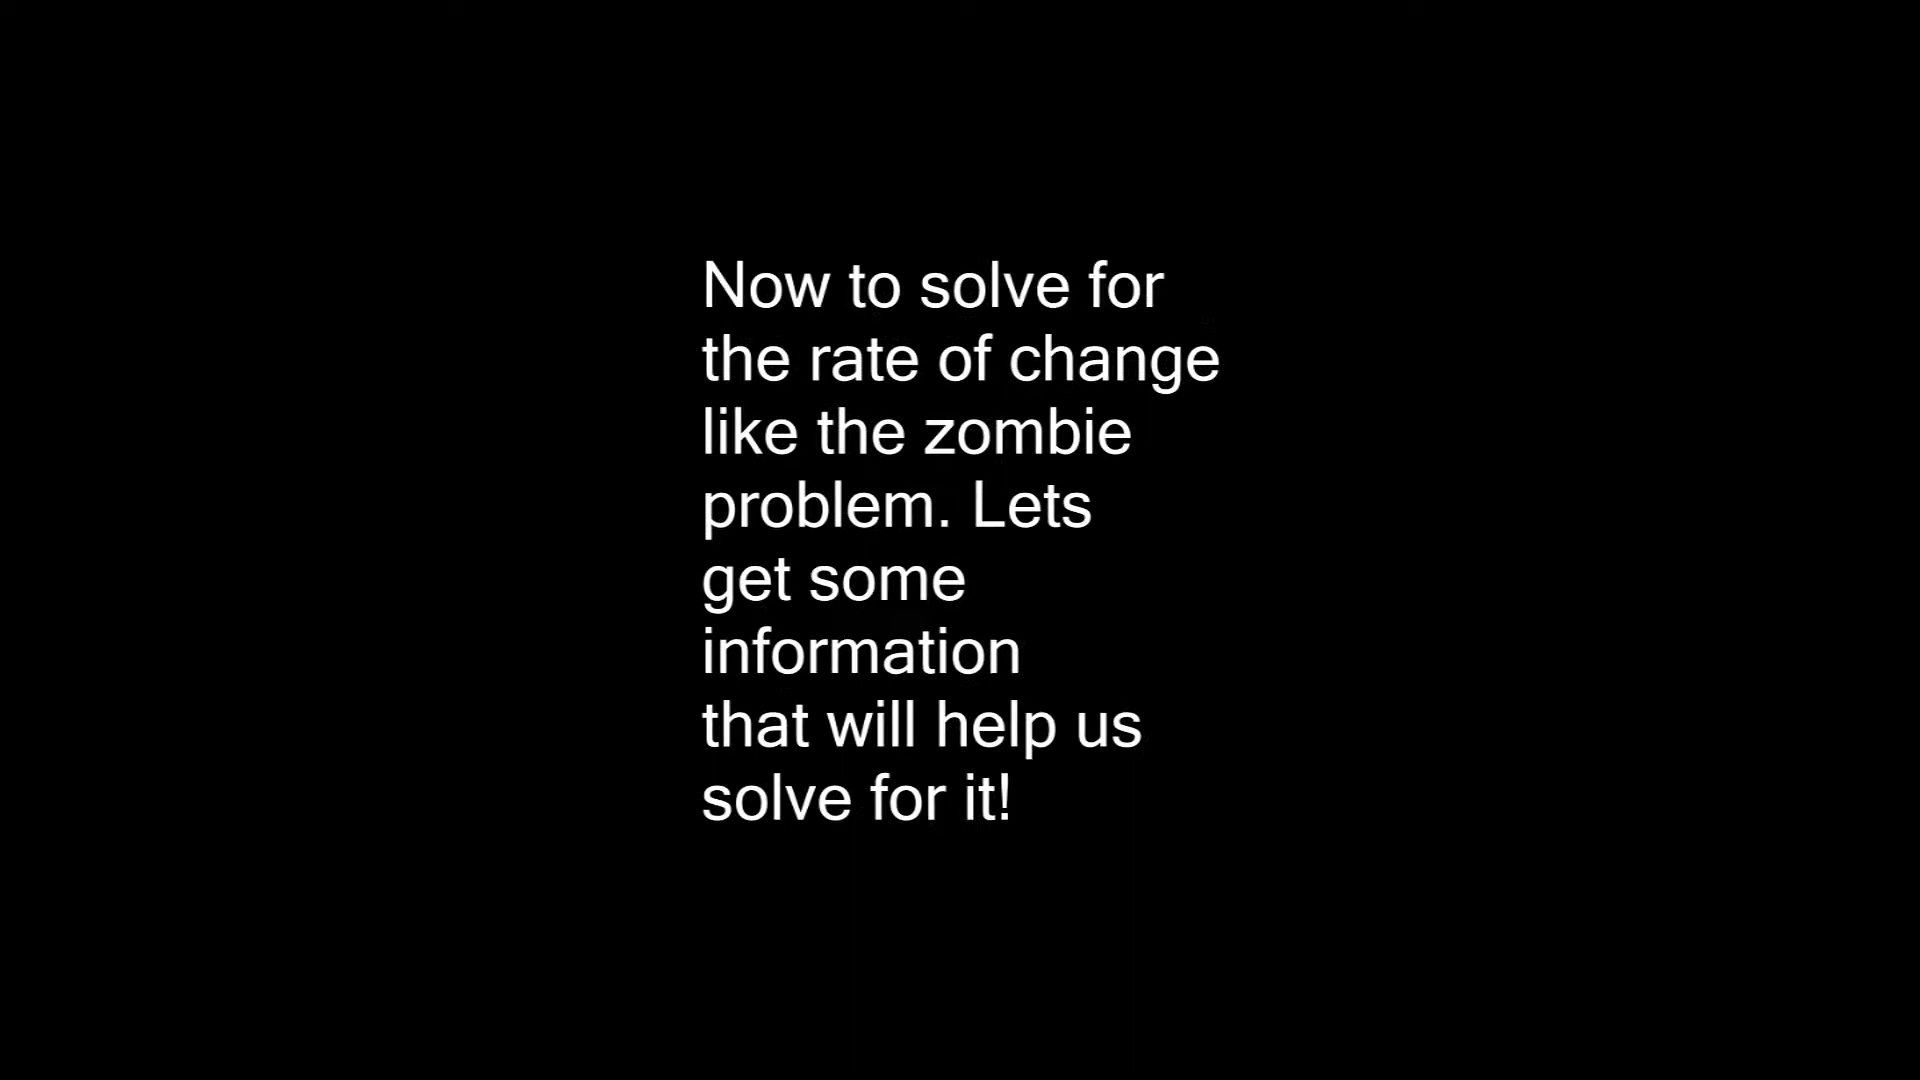 Now to solve for
the rate of change
like the zombie
problem. Lets
get some
information
that will help us
solve for it!